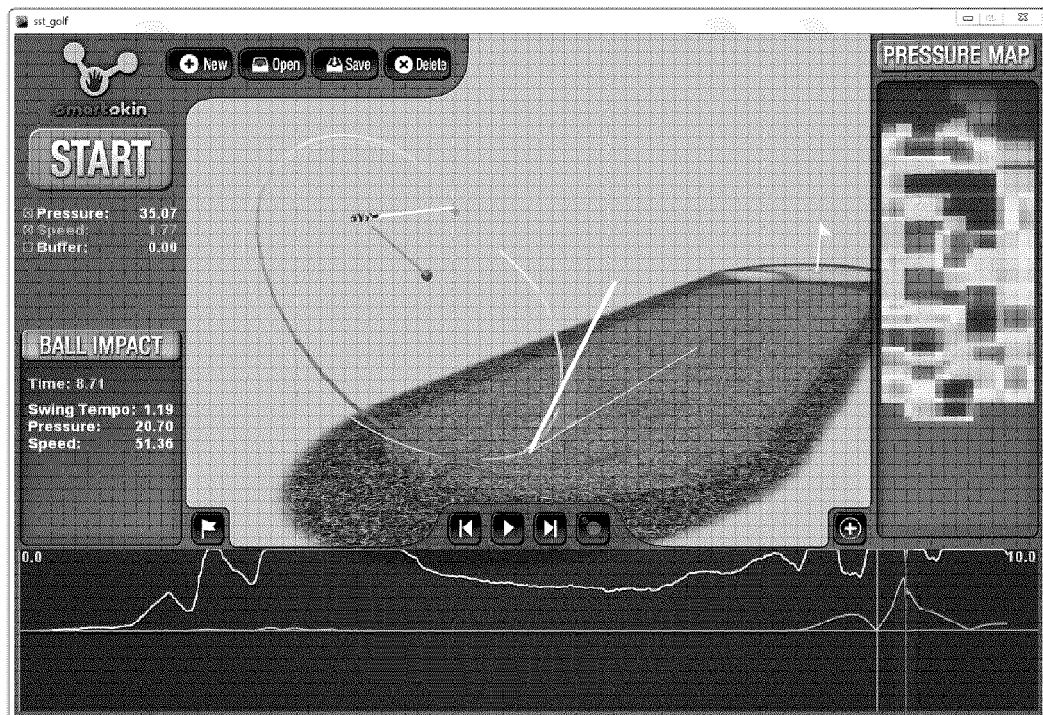 sst_golf
New Open Save Delete
PRESSURE MAP
START
Pressure: 35.07
Speed: 1.77
Buffer: 0.00
BALL IMPACT
Time: 8.71
Swing Tempo: 1.19
Pressure: 20.70
Speed: 51.36
0.0 10.0